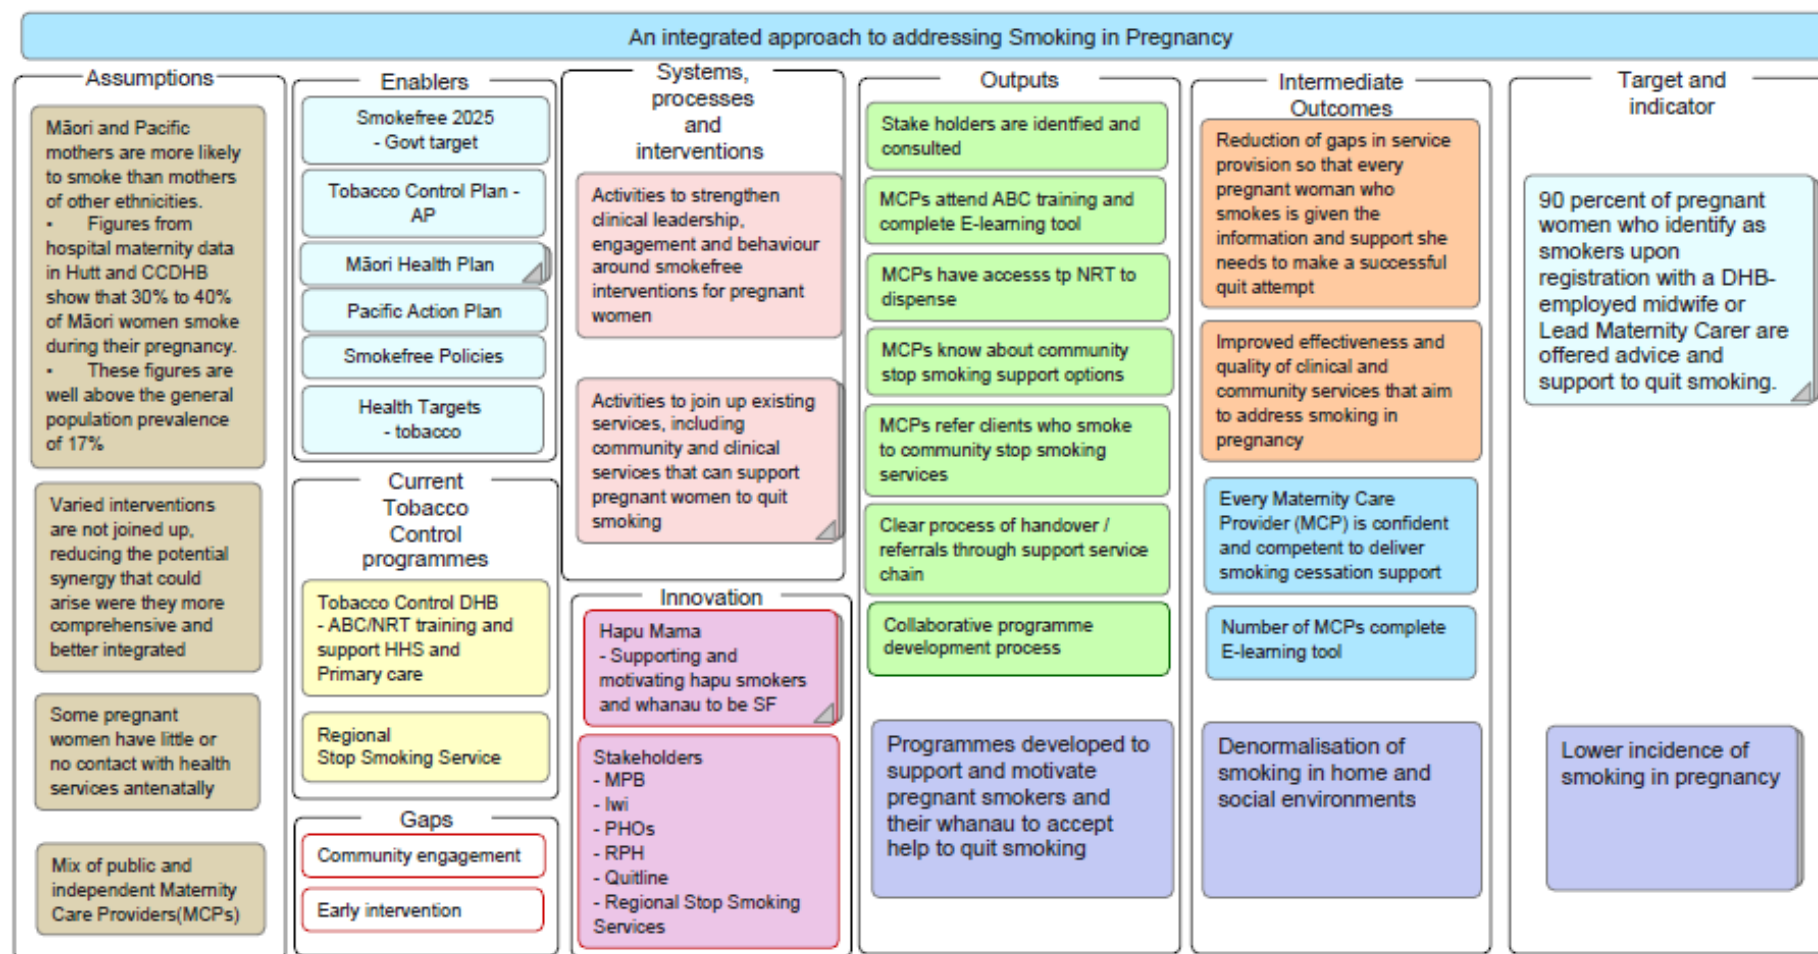 An integrated approach to addressing Smoking in Pregnancy
Assumptions
Māori and Pacific
mothers are more likely
to smoke than mothers
of other ethnicities.
• Figures from
hospital maternity data
in Hutt and CCDHB
show that 30% to 40%
of Māori women smoke
during their pregnancy.
• These figures are
well above the general
population prevalence
of 17%
Varied interventions
are not joined up,
reducing the potential
synergy that could
arise were they more
comprehensive and
better integrated
Some pregnant
women have little or
no contact with health
services antenatally
Mix of public and
independent Maternity
Care Providers(MCPs)
Enablers
Smokefree 2025
- Govt target
Tobacco Control Plan -
AP
Māori Health Plan
Pacific Action Plan
Smokefree Policies
Health Targets
- tobacco
Current
Tobacco
Control
programmes
Tobacco Control DHB
- ABC/NRT training and
support HHS and
Primary care
Regional
Stop Smoking Service
Gaps
Community engagement
Early intervention
Systems,
processes
and
interventions
Activities to strengthen
clinical leadership,
engagement and behaviour
around smokefree
interventions for pregnant
women
Activities to join up existing
services, including
community and clinical
services that can support
pregnant women to quit
smoking
Innovation
Hapu Mama
- Supporting and
motivating hapu smokers
and whanau to be SF
Stakeholders
- MPB
- Iwi
- PHOs
- RPH
- Quitline
- Regional Stop Smoking
Services
Outputs
Stake holders are identfied and
consulted
MCPs attend ABC training and
complete E-learning tool
MCPs have accesss tp NRT to
dispense
MCPs know about community
stop smoking support options
MCPs refer clients who smoke
to community stop smoking
services
Clear process of handover /
referrals through support service
chain
Collaborative programme
development process
Programmes developed to
support and motivate
pregnant smokers and
their whanau to accept
help to quit smoking
Intermediate
Outcomes
Reduction of gaps in service
provision so that every
pregnant woman who
smokes is given the
information and support she
needs to make a successful
quit attempt
Improved effectiveness and
quality of clinical and
community services that aim
to address smoking in
pregnancy
Every Maternity Care
Provider (MCP) is confident
and competent to deliver
smoking cessation support
Number of MCPs complete
E-learning tool
Denormalisation of
smoking in home and
social environments
Target and
indicator
90 percent of pregnant
women who identify as
smokers upon
registration with a DHB-
employed midwife or
Lead Maternity Carer are
offered advice and
support to quit smoking.
Lower incidence of
smoking in pregnancy